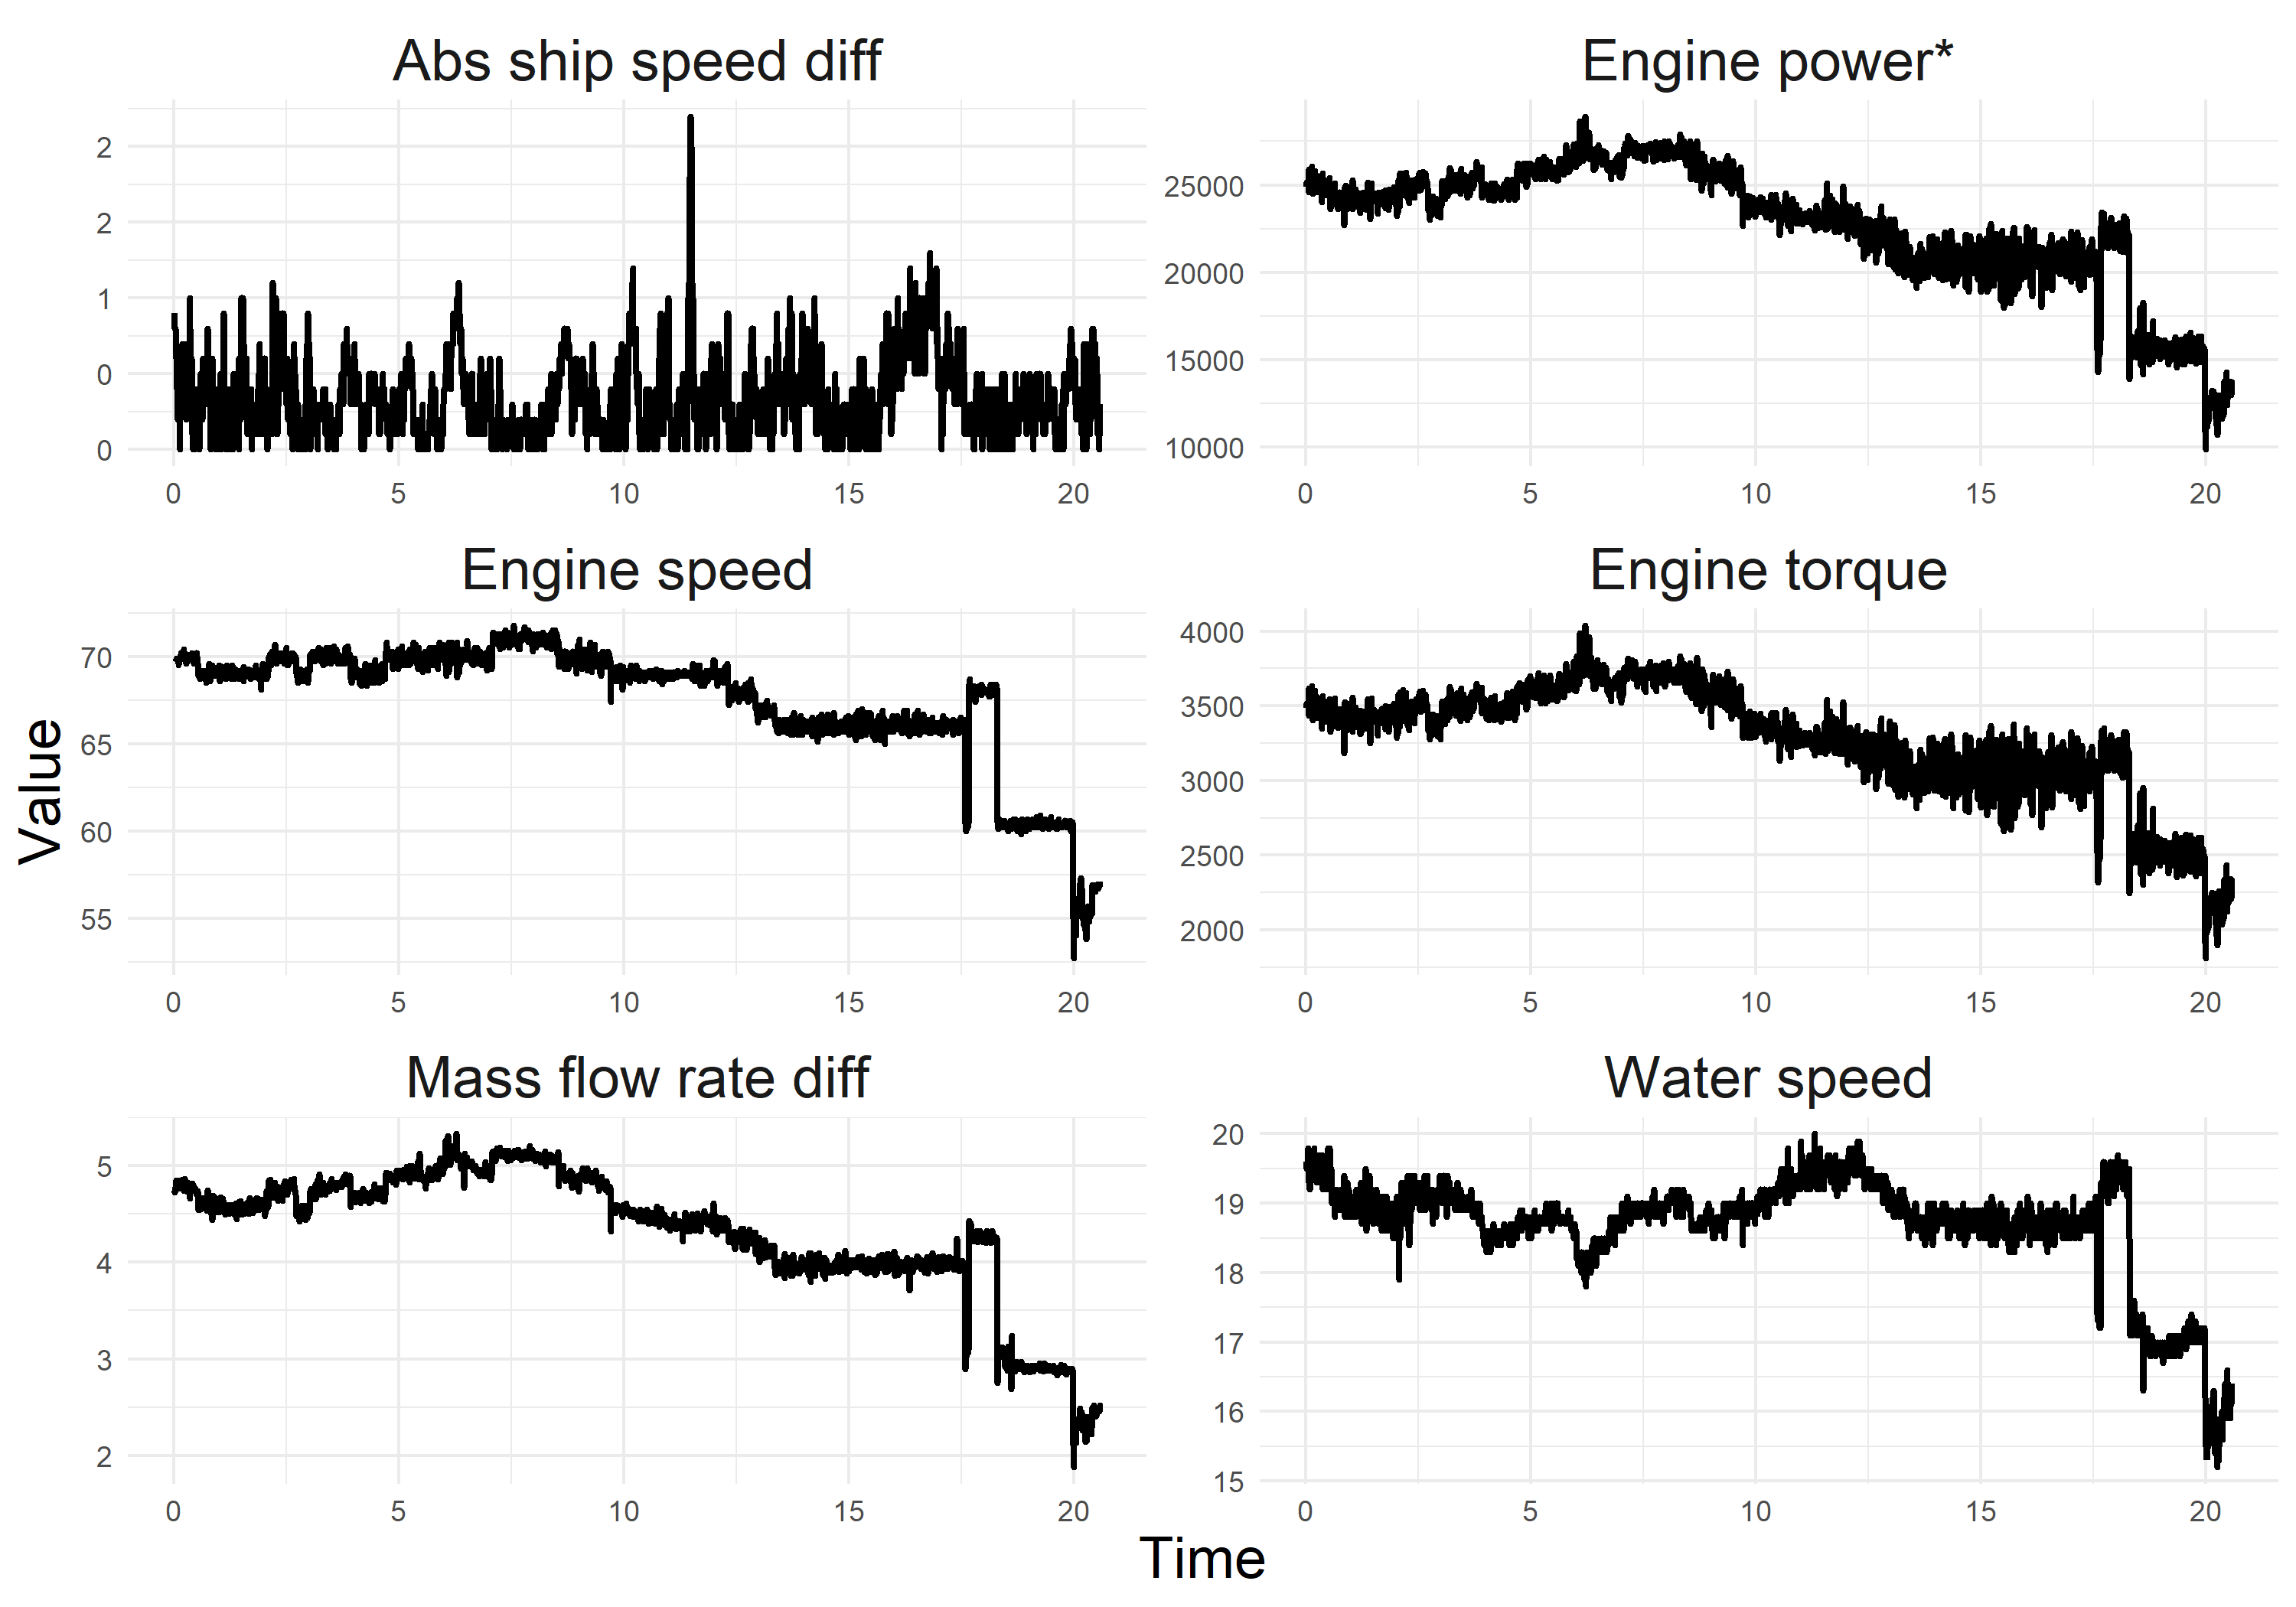 Abs ship speed diff
2
2
1
0
0
0 5 10 15 20
Engine power*
25000
20000
15000
10000
0 5 10 15 20
Engine speed
70
65
60
55
0 5 10 15 20
Engine torque
4000
3500
3000
2500
2000
0 5 10 15 20
Mass flow rate diff
5
4
3
2
0 5 10 15 20
Water speed
20
19
18
17
16
15
0 5 10 15 20
Value
Time